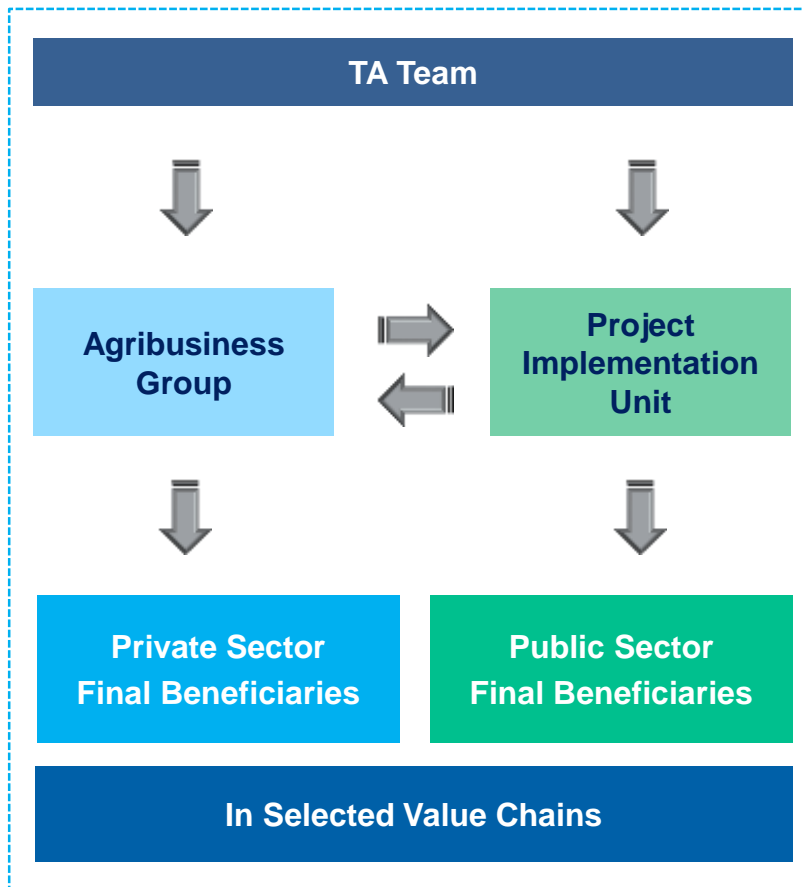 TA Team
Agribusiness
Group
Project
Implementation
Unit
Private Sector
Final Beneficiaries
Public Sector
Final Beneficiaries
In Selected Value Chains